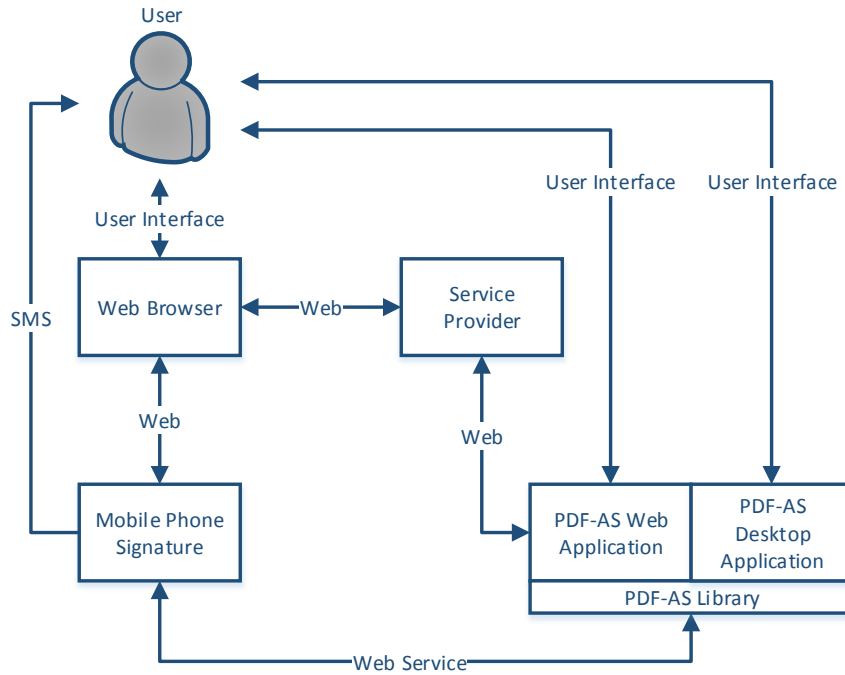 User
User Interface
User Interface
User Interface
Web Browser
Web
Service
Provider
SMS
Web
Web
Mobile Phone
Signature
PDF-AS Web
Application
PDF-AS
Desktop
Application
PDF-AS Library
Web Service